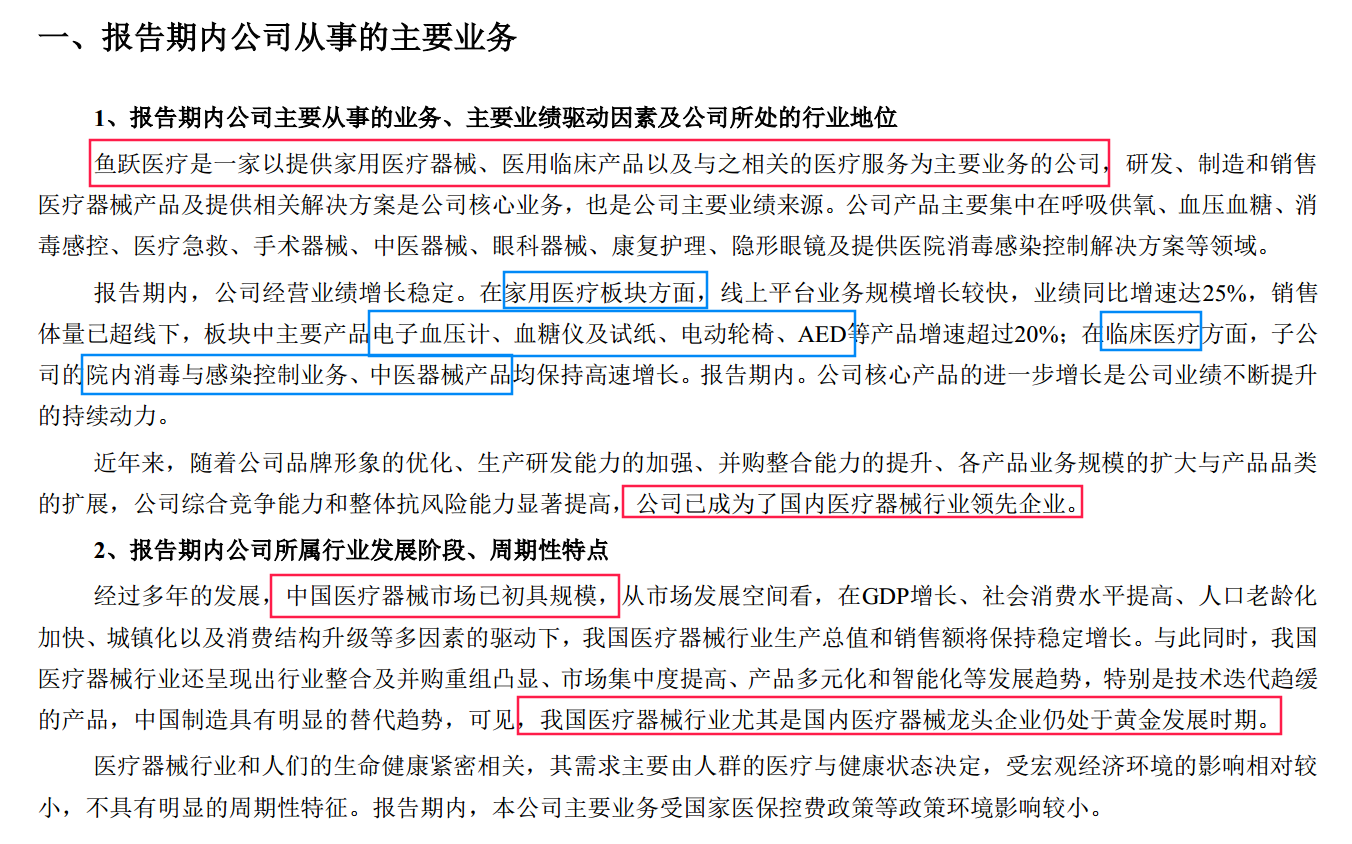 一、报告期内公司从事的主要业务
1、报告期内公司主要从事的业务、主要业绩驱动因素及公司所处的行业地位
鱼跃医疗是一家以提供家用医疗器械、医用临床产品以及与之相关的医疗服务为主要业务的公司，研发、制造和销售
医疗器械产品及提供相关解决方案是公司核心业务，也是公司主要业绩来源。公司产品主要集中在呼吸供氧、血压血糖、消
毒感控、医疗急救、手术器械、中医器械、眼科器械、康复护理、隐形眼镜及提供医院消毒感染控制解决方案等领域。
报告期内，公司经营业绩增长稳定。在家用医疗板块方面，线上平台业务规模增长较快，业绩同比增速达25%，销售
体量已超线下，板块中主要产品电子血压计、血糖仪及试纸、电动轮椅、AED等产品增速超过20%；在临床医疗方面，子公
司的院内消毒与感染控制业务、中医器械产品均保持高速增长。报告期内。公司核心产品的进一步增长是公司业绩不断提升
的持续动力。
近年来，随着公司品牌形象的优化、生产研发能力的加强、并购整合能力的提升、各产品业务规模的扩大与产品品类
的扩展，公司综合竞争能力和整体抗风险能力显著提高，公司已成为了国内医疗器械行业领先企业。
2、报告期内公司所属行业发展阶段、周期性特点
经过多年的发展，中国医疗器械市场已初具规模，从市场发展空间看，在GDP增长、社会消费水平提高、人口老龄化
加快、城镇化以及消费结构升级等多因素的驱动下，我国医疗器械行业生产总值和销售额将保持稳定增长。与此同时，我国
医疗器械行业还呈现出行业整合及并购重组凸显、市场集中度提高、产品多元化和智能化等发展趋势，特别是技术迭代趋缓
的产品，中国制造具有明显的替代趋势，可见，我国医疗器械行业尤其是国内医疗器械龙头企业仍处于黄金发展时期。
医疗器械行业和人们的生命健康紧密相关，其需求主要由人群的医疗与健康状态决定，受宏观经济环境的影响相对较
小，不具有明显的周期性特征。报告期内，本公司主要业务受国家医保控费政策等政策环境影响较小。